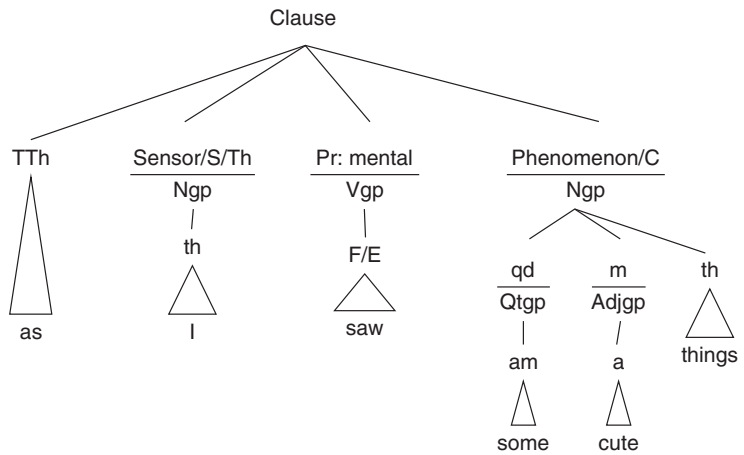 Clause
TTh Sensor/S/Th Pr: mental Phenomenon/C
Ngp Vgp Ngp
th F/E qd m th
Qtgp Adjgp
as I saw things
am a
some cute